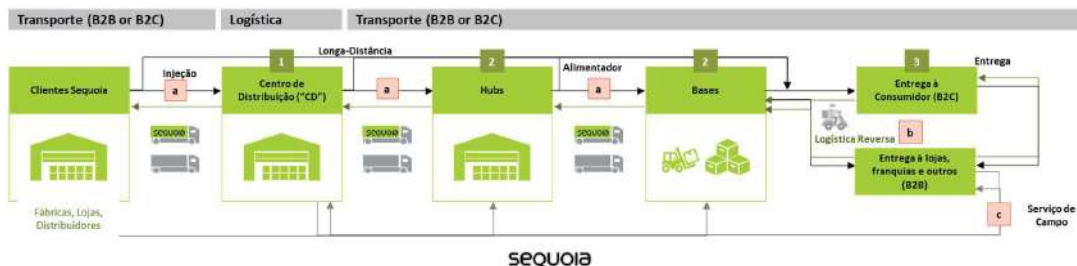 Transporte (B2B or B2C)
Logística
Transporte (B2B or B2C)
Longa-Distância
1
2
2
3
Injeção
Alimentador
Entrega
Clientes Sequoia
a
Centro de
Distribuição ("CD")
a
Hubs
a
Bases
Entrega à
Consumidor (B2C)
sequoia
sequoia
sequoia
Logística Reversa
b
Entrega à lojas,
franquias e outros
(B2B)
Fábricas, Lojas,
Distribuidores
c
Serviço de
Campo
sequoia